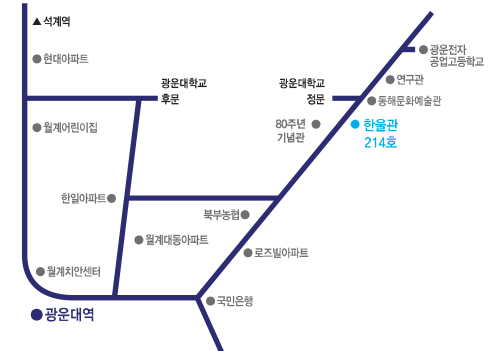 ▲석계역
현대아파트
광운대학교
후문
광운대학교
정문
광운전자
공업고등학교
연구관
동해문화예술관
한울관
214호
80주년
기념관
월계어린이집
한일아파트
북부농협
월계대동아파트
로즈빌아파트
월계치안센터
국민은행
광운대역